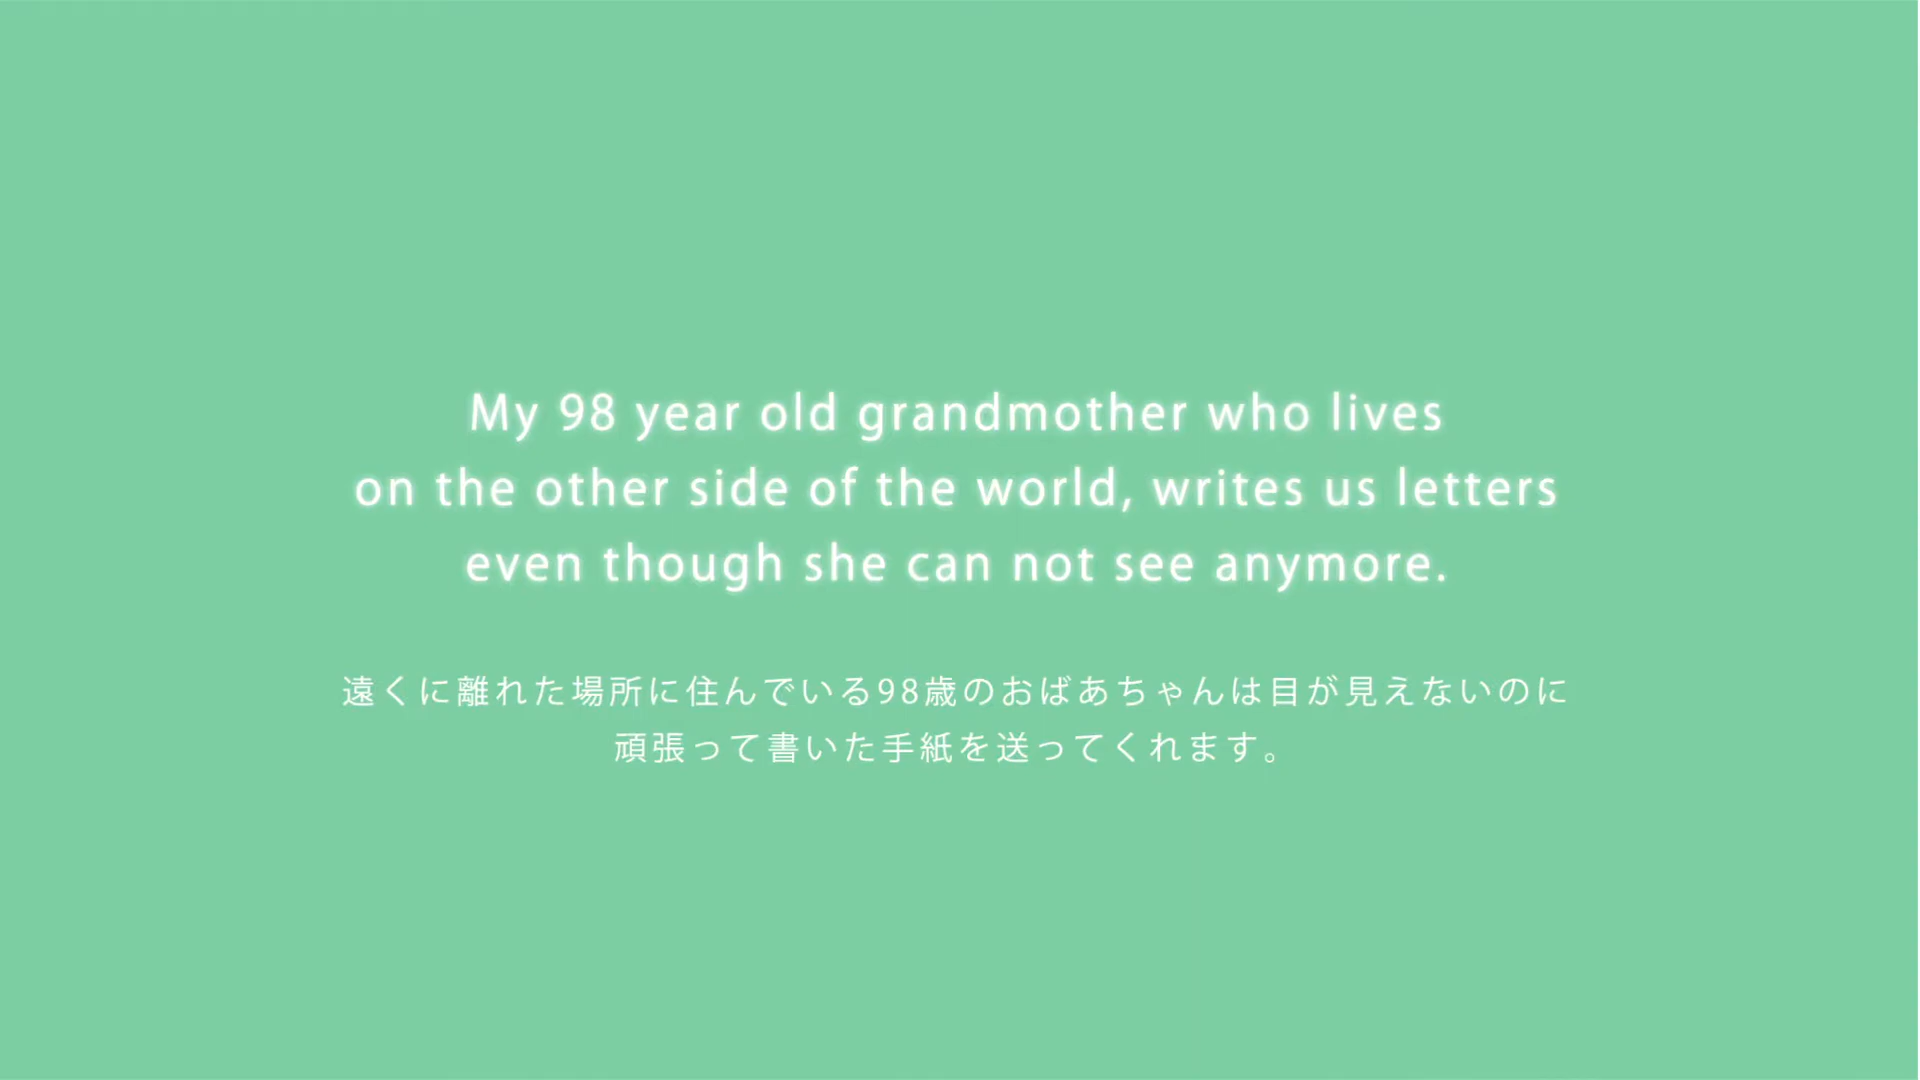 My 98 year old grandmother who lives
on the other side of the world, writes us letters
even though she can not see anymore.
遠くに離れた場所に住んでいる98歳のおばあちゃんは目が見えないのに
頑張って書いた手紙を送ってくれます。